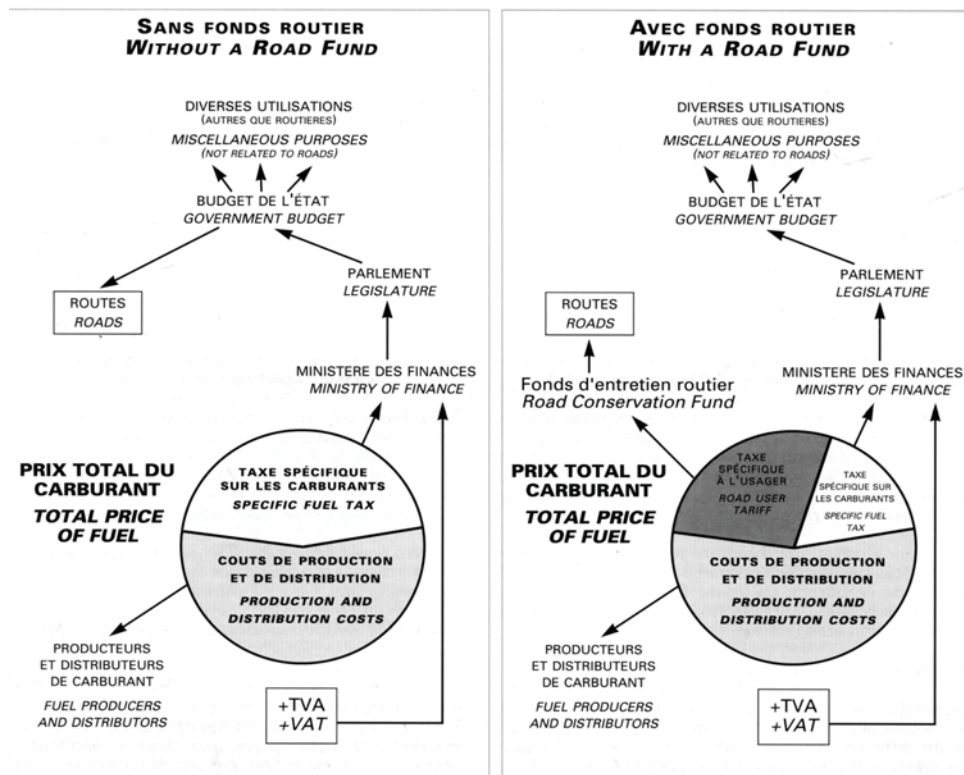 SANS FONDS ROUTIER
WITHOUT A ROAD FUND
DIVERSES UTILISATIONS
(AUTRES QUE ROUTIERES)
MISCELLANEOUS PURPOSES
(NOT RELATED TO ROADS)
BUDGET DE L'ÉTAT
GOVERNMENT BUDGET
PARLEMENT
LEGISLATURE
ROUTES
ROADS
MINISTERE DES FINANCES
MINISTRY OF FINANCE
PRIX TOTAL DU
CARBURANT
TOTAL PRICE
OF FUEL
TAXE SPÉCIFIQUE
SUR LES CARBURANTS
SPECIFIC FUEL TAX
COUTS DE PRODUCTION
ET DE DISTRIBUTION
PRODUCTION AND
DISTRIBUTION COSTS
PRODUCTEURS
ET DISTRIBUTEURS
DE CARBURANT
FUEL PRODUCERS
AND DISTRIBUTORS
+TVA
+VAT
AVEC FONDS ROUTIER
WITH A ROAD FUND
DIVERSES UTILISATIONS
(AUTRES QUE ROUTIERES)
MISCELLANEOUS PURPOSES
(NOT RELATED TO ROADS)
BUDGET DE L'ÉTAT
GOVERNMENT BUDGET
PARLEMENT
LEGISLATURE
ROUTES
ROADS
MINISTERE DES FINANCES
MINISTRY OF FINANCE
Fonds d'entretien routier
Road Conservation Fund
PRIX TOTAL DU
CARBURANT
TOTAL PRICE
OF FUEL
TAXE
SPÉCIFIQUE
À L'USAGER
ROAD USER
TARIFF
TAXE
SPÉCIFIQUE SUR
LES CARBURANTS
SPECIFIC FUEL
TAX
COUTS DE PRODUCTION
ET DE DISTRIBUTION
PRODUCTION AND
DISTRIBUTION COSTS
PRODUCTEURS
ET DISTRIBUTEURS
DE CARBURANT
FUEL PRODUCERS
AND DISTRIBUTORS
+TVA
+VAT